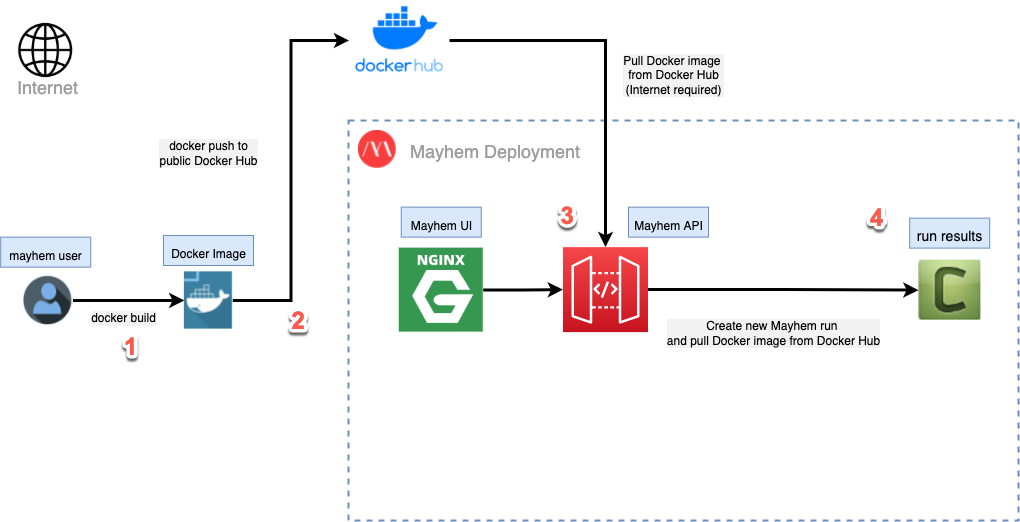 Internet
docker hub
Pull Docker image
from Docker Hub
(Internet required)
docker push to
public Docker Hub
Mayhem Deployment
mayhem user
Docker Image
docker build
1
2
Mayhem UI
NGINX
3
Mayhem API
</>
Create new Mayhem run
and pull Docker image from Docker Hub
4
run results
C